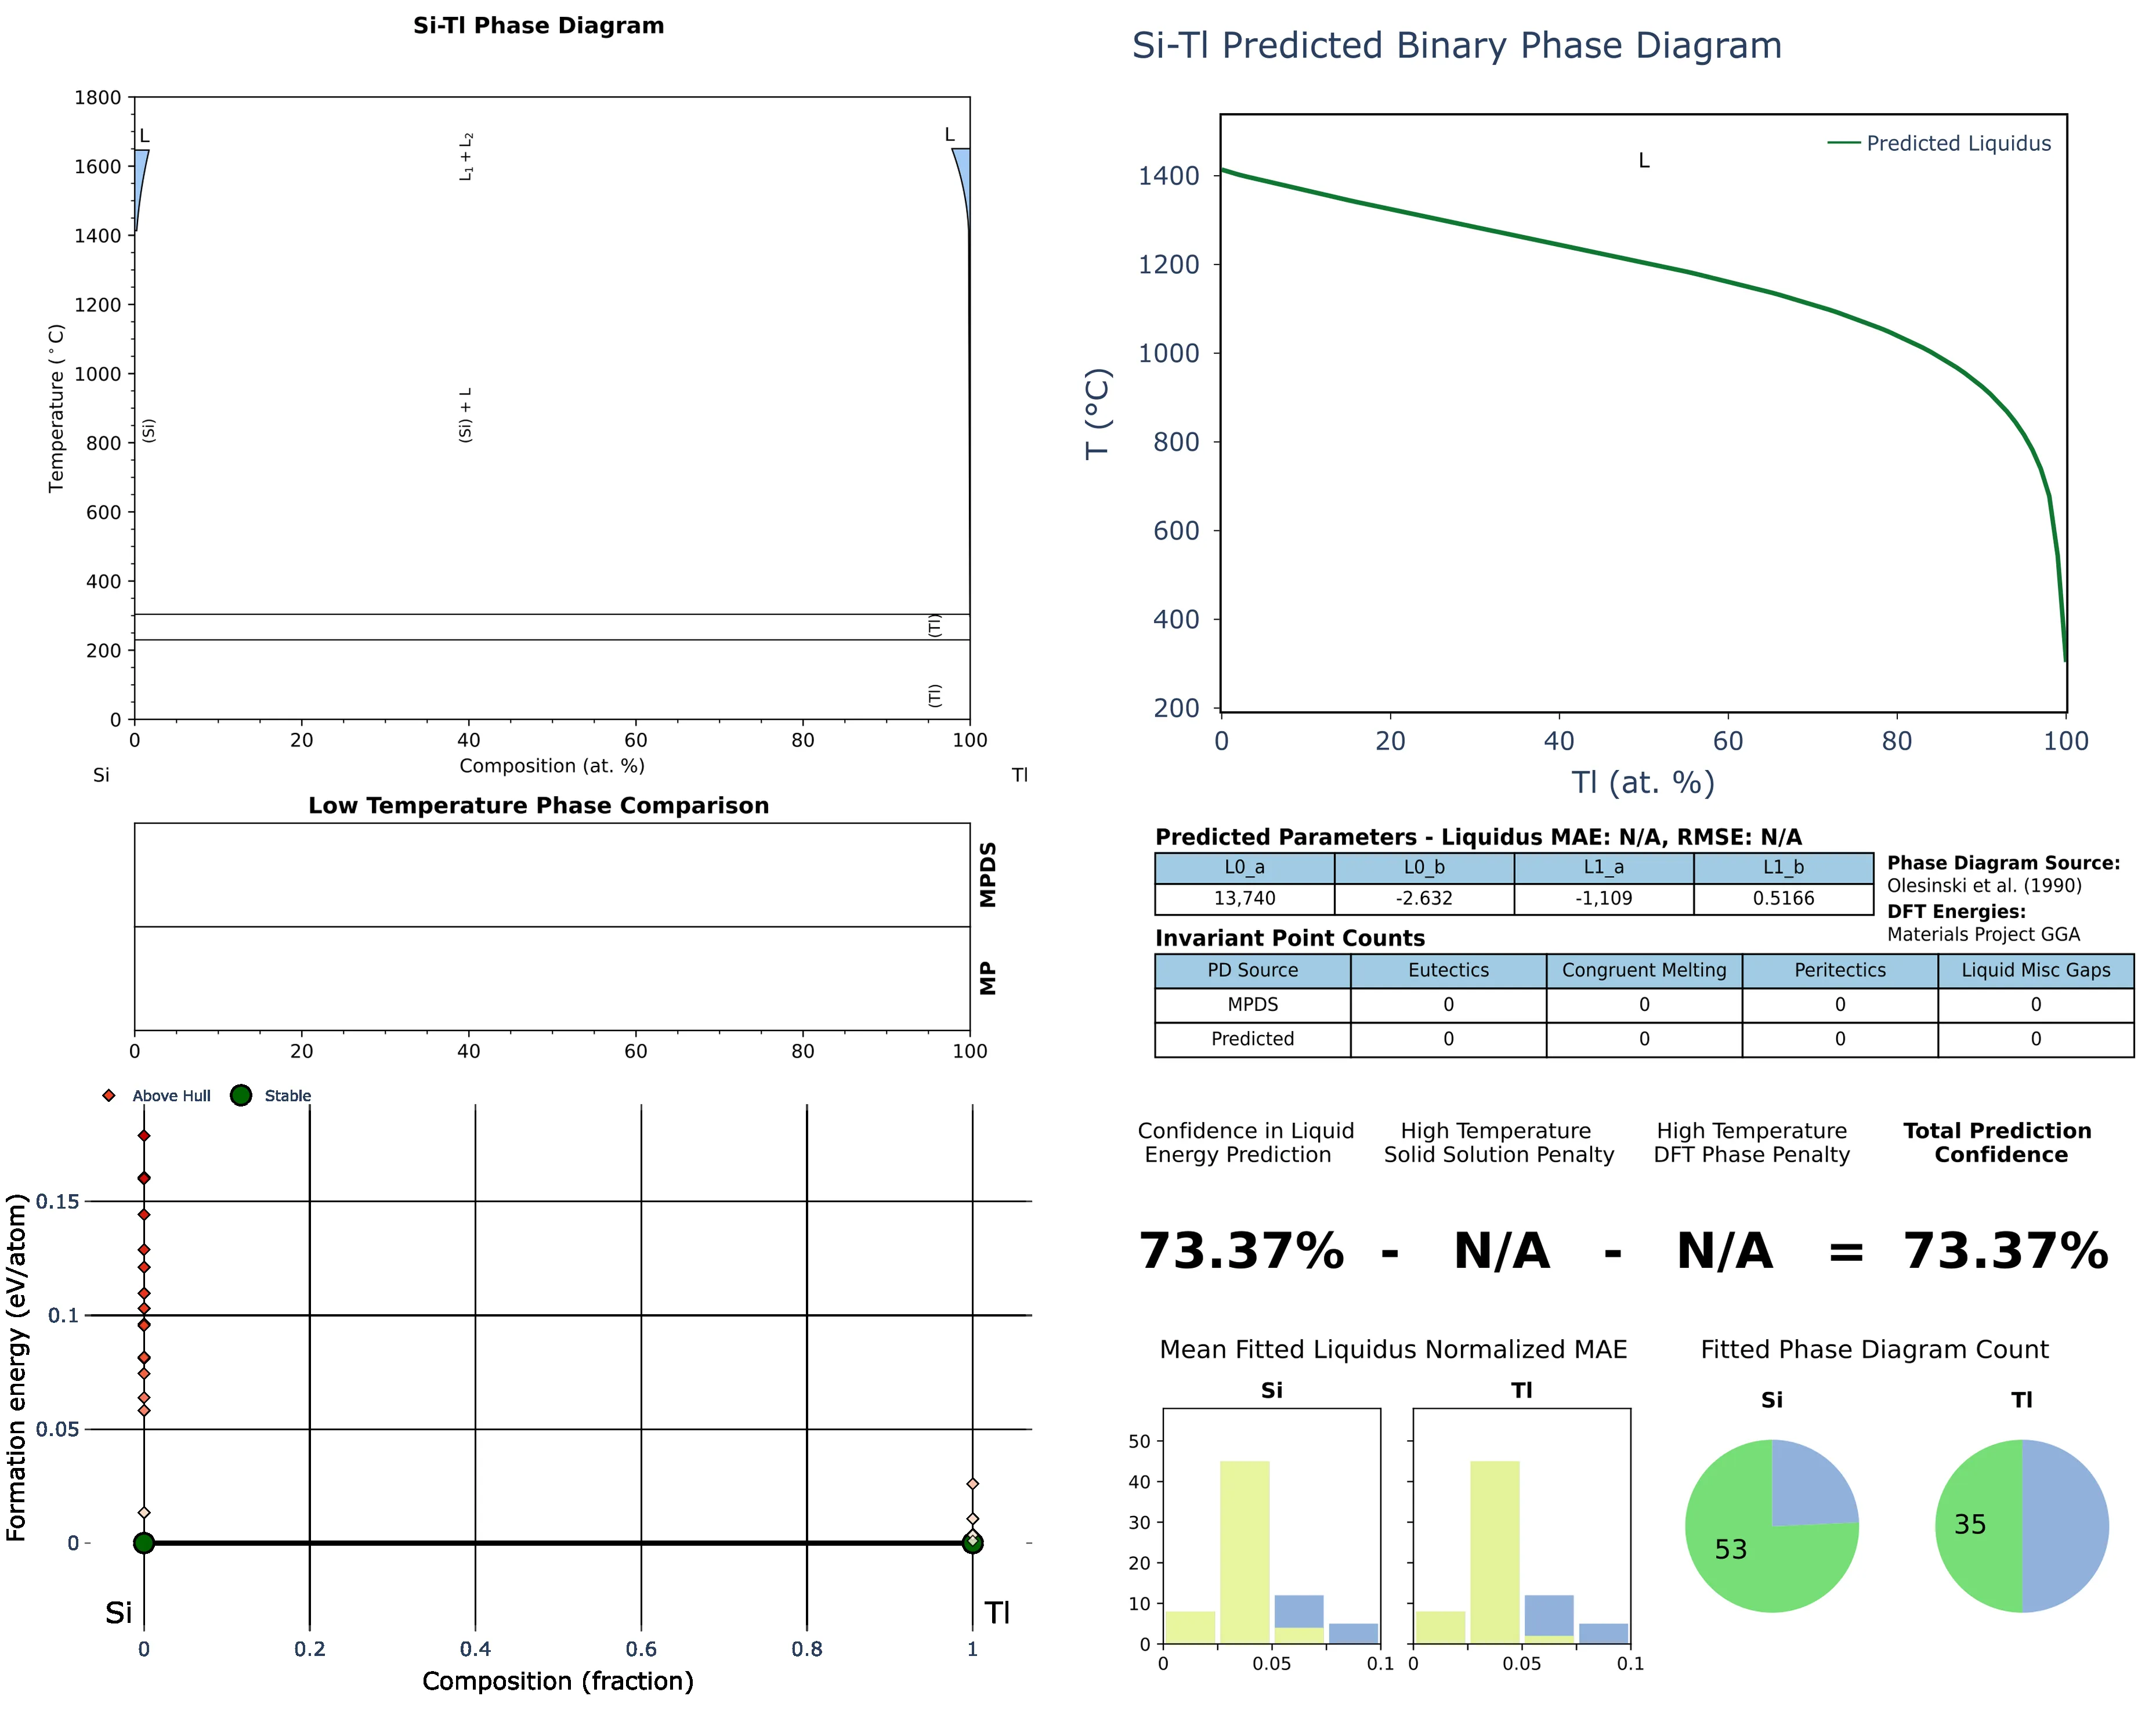 Si-Tl Phase Diagram
1800
1600
1400
1200
1000
800
600
400
200
0
Temperature (°C)
L
L₁ + L₂
L
(Si)
(Si) + L
(Tl)
(Tl)
0 20 40 60 80 100
Composition (at. %)
Si Tl
Low Temperature Phase Comparison
MPDS
MP
0 20 40 60 80 100
Above Hull Stable
0.15
0.1
0.05
0
Formation energy (eV/atom)
Si Tl
0 0.2 0.4 0.6 0.8 1
Composition (fraction)
Si-Tl Predicted Binary Phase Diagram
Predicted Liquidus
L
1400
1200
1000
800
600
400
200
T (°C)
0 20 40 60 80 100
Tl (at. %)
Predicted Parameters - Liquidus MAE: N/A, RMSE: N/A
L0_a L0_b L1_a L1_b
13,740 -2.632 -1,109 0.5166
Phase Diagram Source:
Olesinski et al. (1990)
DFT Energies:
Materials Project GGA
Invariant Point Counts
PD Source Eutectics Congruent Melting Peritectics Liquid Misc Gaps
MPDS 0 0 0 0
Predicted 0 0 0 0
Confidence in Liquid
Energy Prediction
High Temperature
Solid Solution Penalty
High Temperature
DFT Phase Penalty
Total Prediction
Confidence
73.37% - N/A - N/A = 73.37%
Mean Fitted Liquidus Normalized MAE
Si Tl
50
40
30
20
10
0
0 0.05 0.1 0 0.05 0.1
Fitted Phase Diagram Count
Si Tl
53 35